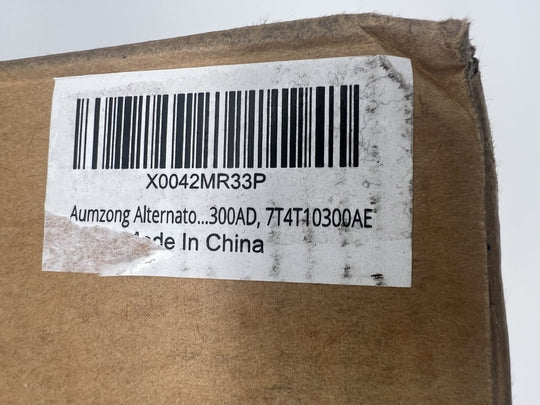 X0042MR33P
Aumzong Alternato...300AD, 7T4T10300AE
Made In China